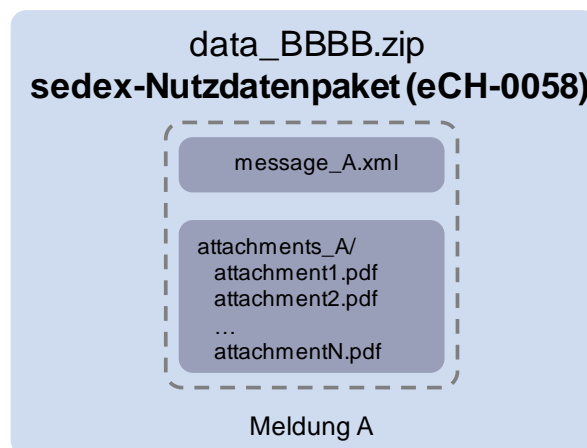 data_BBBB.zip
sedex-Nutzdatenpaket (eCH-0058)
message_A.xml
attachments_A/
attachment1.pdf
attachment2.pdf
…
attachmentN.pdf
Meldung A